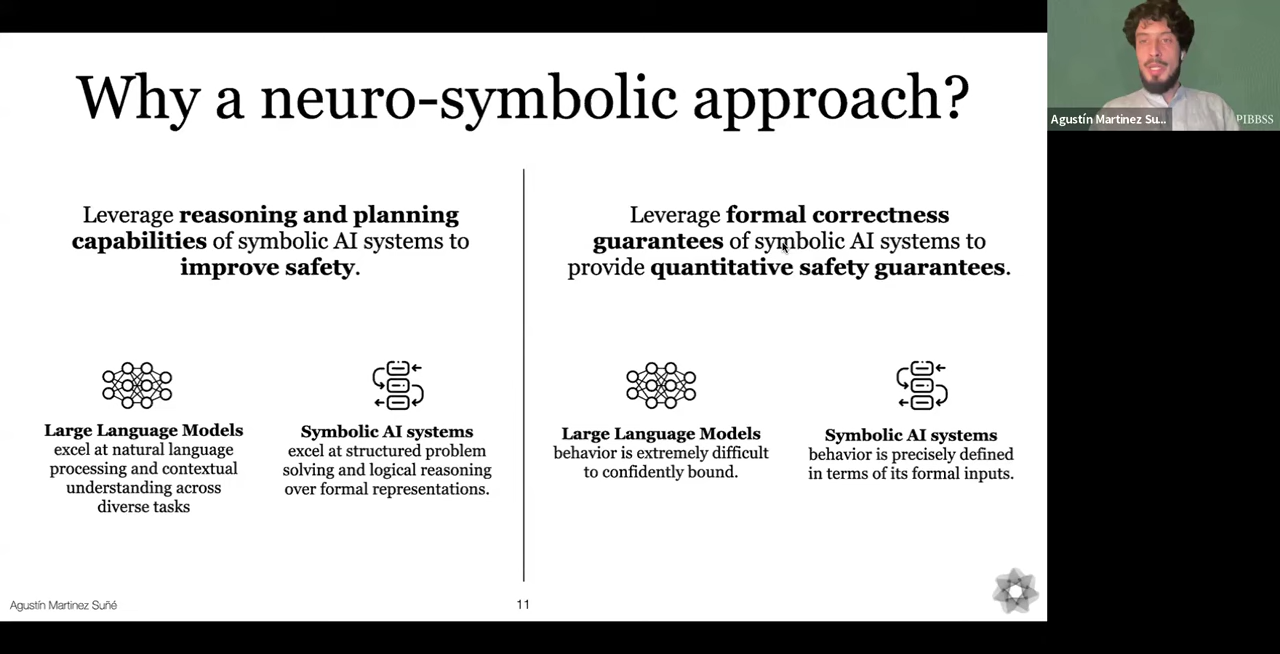 Why a neuro-symbolic approach?
Leverage reasoning and planning
capabilities of symbolic AI systems to
improve safety.
Large Language Models
excel at natural language
processing and contextual
understanding across
diverse tasks
Symbolic AI systems
excel at structured problem
solving and logical reasoning
over formal representations.
Leverage formal correctness
guarantees of symbolic AI systems to
provide quantitative safety guarantees.
Large Language Models
behavior is extremely difficult
to confidently bound.
Symbolic AI systems
behavior is precisely defined
in terms of its formal inputs.
Agustín Martinez Suñé
11
Agustín Martinez Su...
PIBBSS